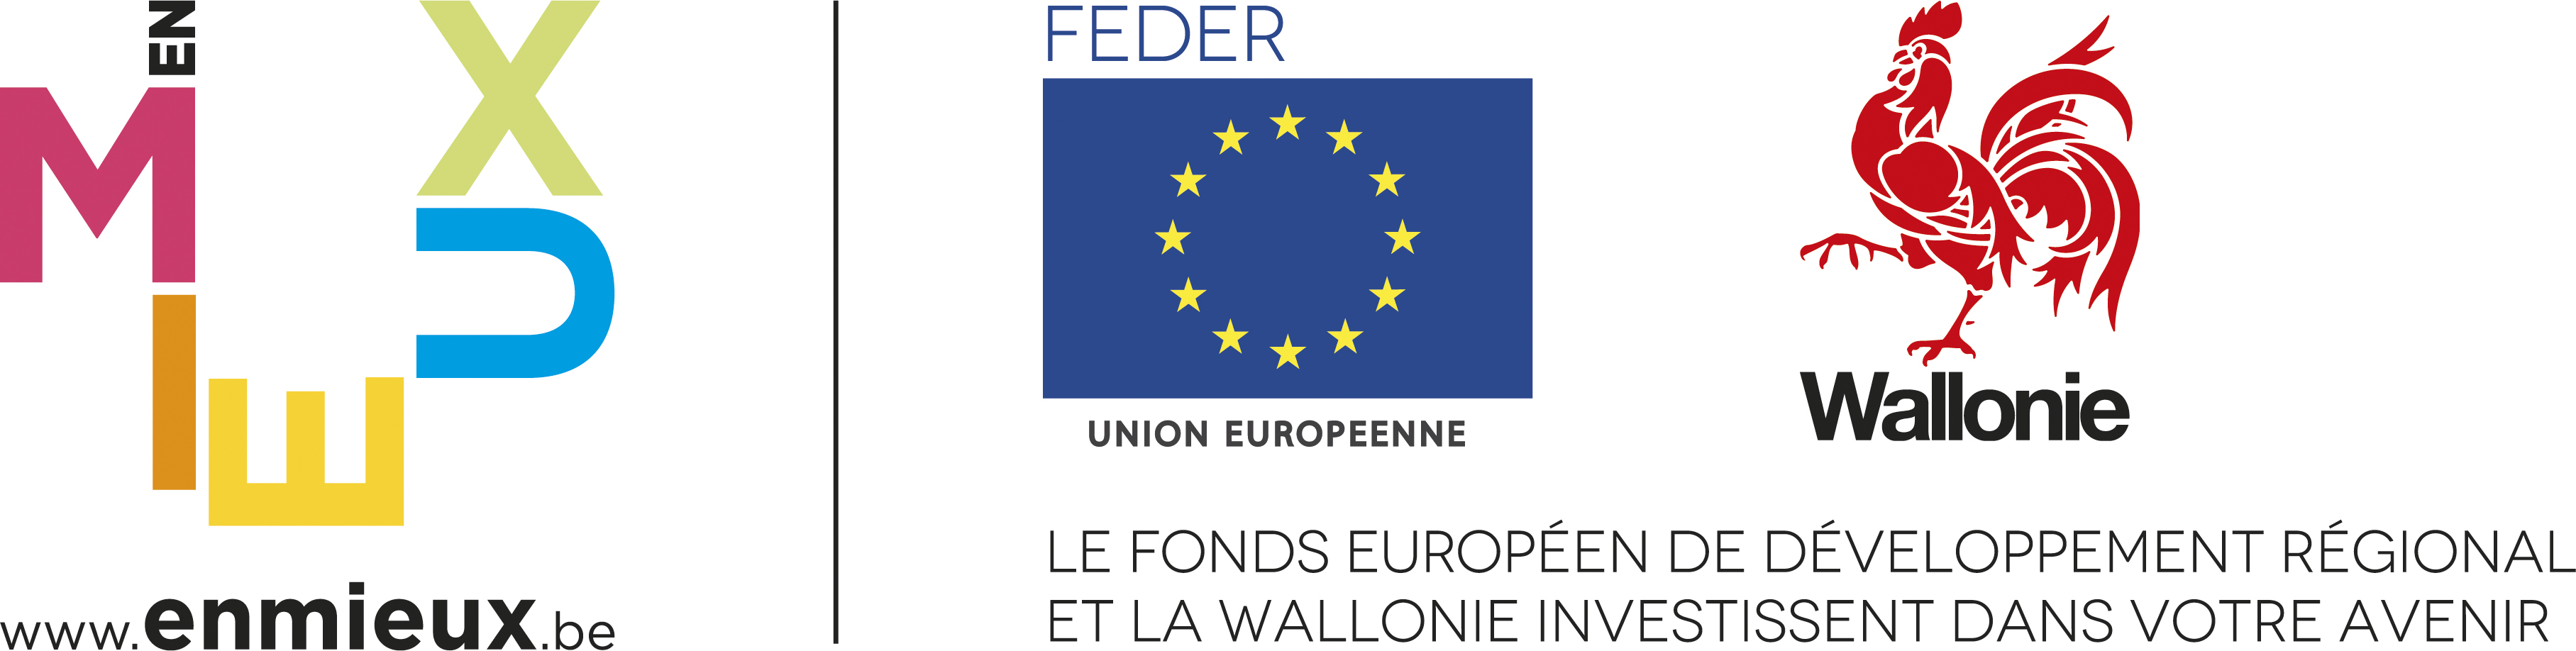 EN
MIEUX
www.enmieux.be
FEDER
UNION EUROPEENNE
Wallonie
LE FONDS EUROPÉEN DE DÉVELOPPEMENT RÉGIONAL
ET LA WALLONIE INVESTISSENT DANS VOTRE AVENIR